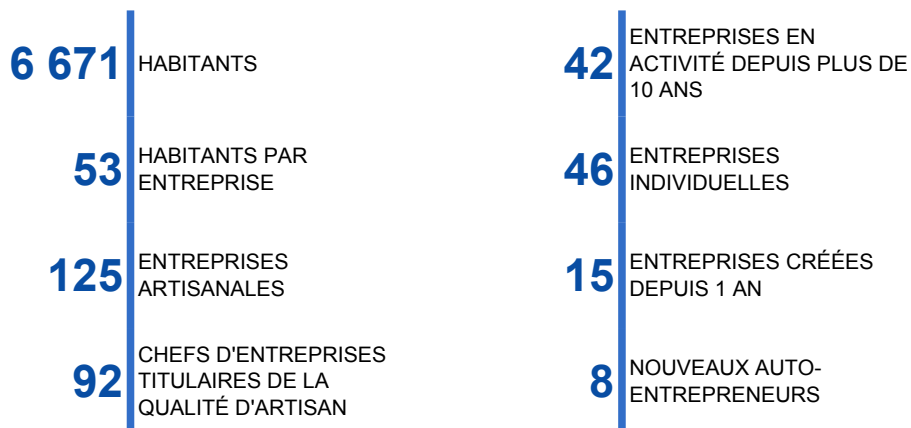 6 671 HABITANTS
53 HABITANTS PAR
ENTREPRISE
125 ENTREPRISES
ARTISANALES
92 CHEFS D'ENTREPRISES
TITULAIRES DE LA
QUALITÉ D'ARTISAN
42 ENTREPRISES EN
ACTIVITÉ DEPUIS PLUS DE
10 ANS
46 ENTREPRISES
INDIVIDUELLES
15 ENTREPRISES CRÉÉES
DEPUIS 1 AN
8 NOUVEAUX AUTO-
ENTREPRENEURS